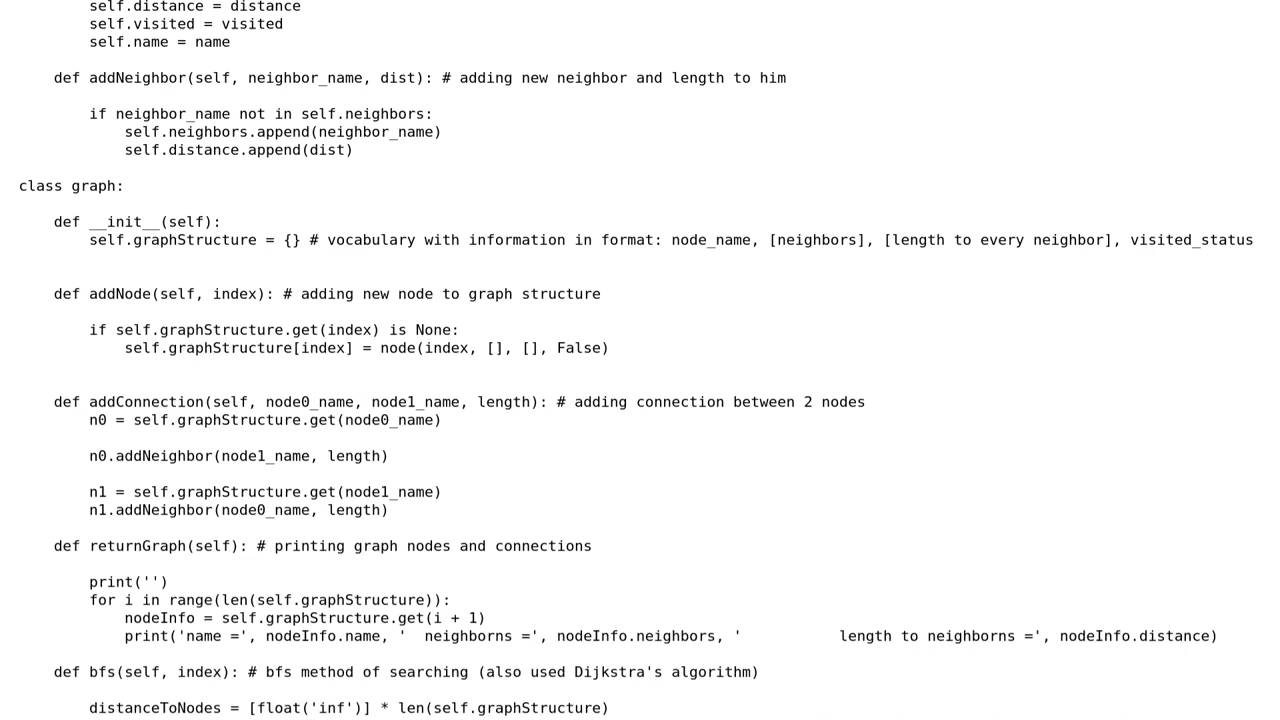 self.distance = distance
self.visited = visited
self.name = name
def addNeighbor(self, neighbor_name, dist): # adding new neighbor and length to him
if neighbor_name not in self.neighbors:
self.neighbors.append(neighbor_name)
self.distance.append(dist)
class graph:
def __init__(self):
self.graphStructure = {} # vocabulary with information in format: node_name, [neighbors], [length to every neighbor], visited_status
def addNode(self, index): # adding new node to graph structure
if self.graphStructure.get(index) is None:
self.graphStructure[index] = node(index, [], [], False)
def addConnection(self, node0_name, node1_name, length): # adding connection between 2 nodes
n0 = self.graphStructure.get(node0_name)
n0.addNeighbor(node1_name, length)
n1 = self.graphStructure.get(node1_name)
n1.addNeighbor(node0_name, length)
def returnGraph(self): # printing graph nodes and connections
print('')
for i in range(len(self.graphStructure)):
nodeInfo = self.graphStructure.get(i + 1)
print('name =', nodeInfo.name, '  neighborns =', nodeInfo.neighbors, '           length to neighborns =', nodeInfo.distance)
def bfs(self, index): # bfs method of searching (also used Dijkstra's algorithm)
distanceToNodes = [float('inf')] * len(self.graphStructure)